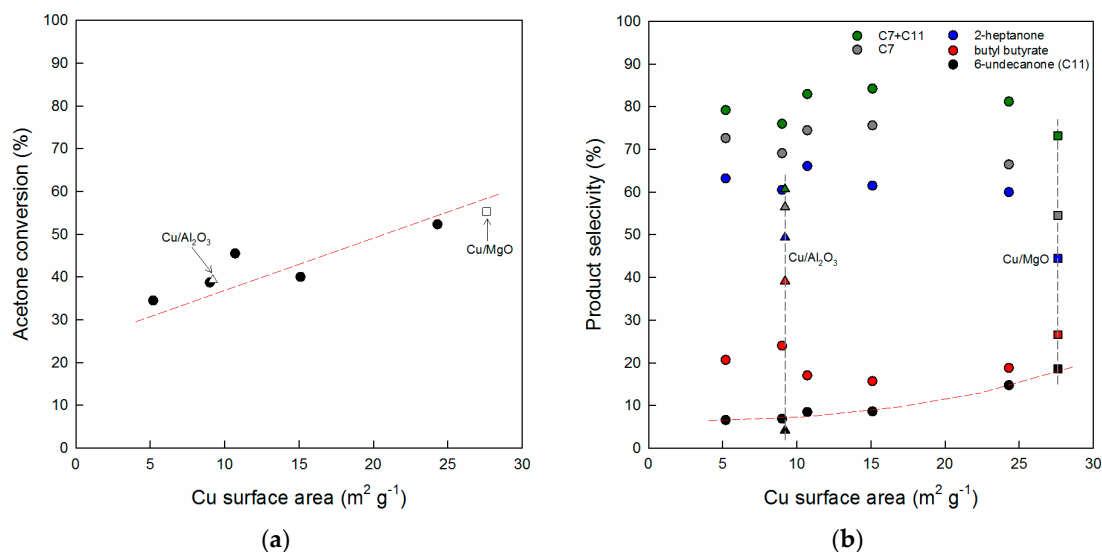 100
90
80
70
60
50
40
30
20
10
0
Acetone conversion (%)
Cu/Al₂O₃
Cu/MgO
0 5 10 15 20 25 30
Cu surface area (m² g⁻¹)
(a)
100
90
80
70
60
50
40
30
20
10
0
Product selecivity (%)
C7+C11
C7
2-heptanone
butyl butyrate
6-undecanone (C11)
Cu/Al₂O₃
Cu/MgO
0 5 10 15 20 25 30
Cu surface area (m² g⁻¹)
(b)